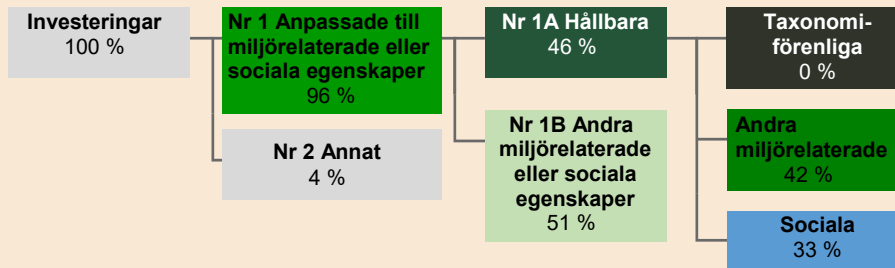 Investeringar
100 %
Nr 1 Anpassade till
miljörelaterade eller
sociala egenskaper
96 %
Nr 2 Annat
4 %
Nr 1A Hållbara
46 %
Nr 1B Andra
miljörelaterade
eller sociala
egenskaper
51 %
Taxonomi-
förenliga
0 %
Andra
miljörelaterade
42 %
Sociala
33 %